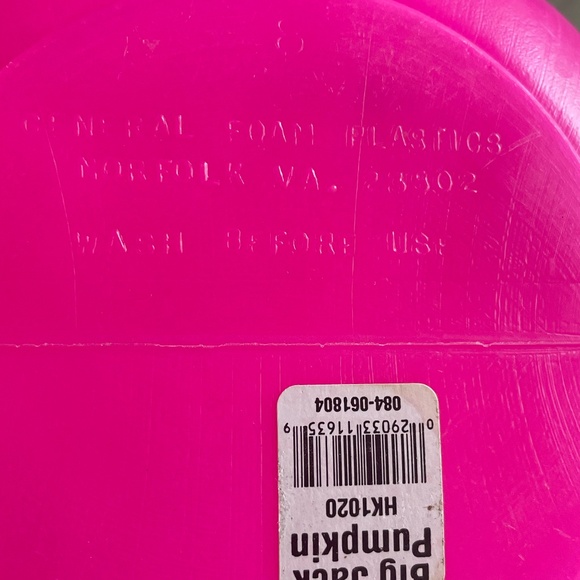 GENERAL FOAM PLASTICS
NORFOLK VA. 23502
WASH BEFORE USE
Big Jack
Pumpkin
HK1020
0 29033 11635 9
084-061804